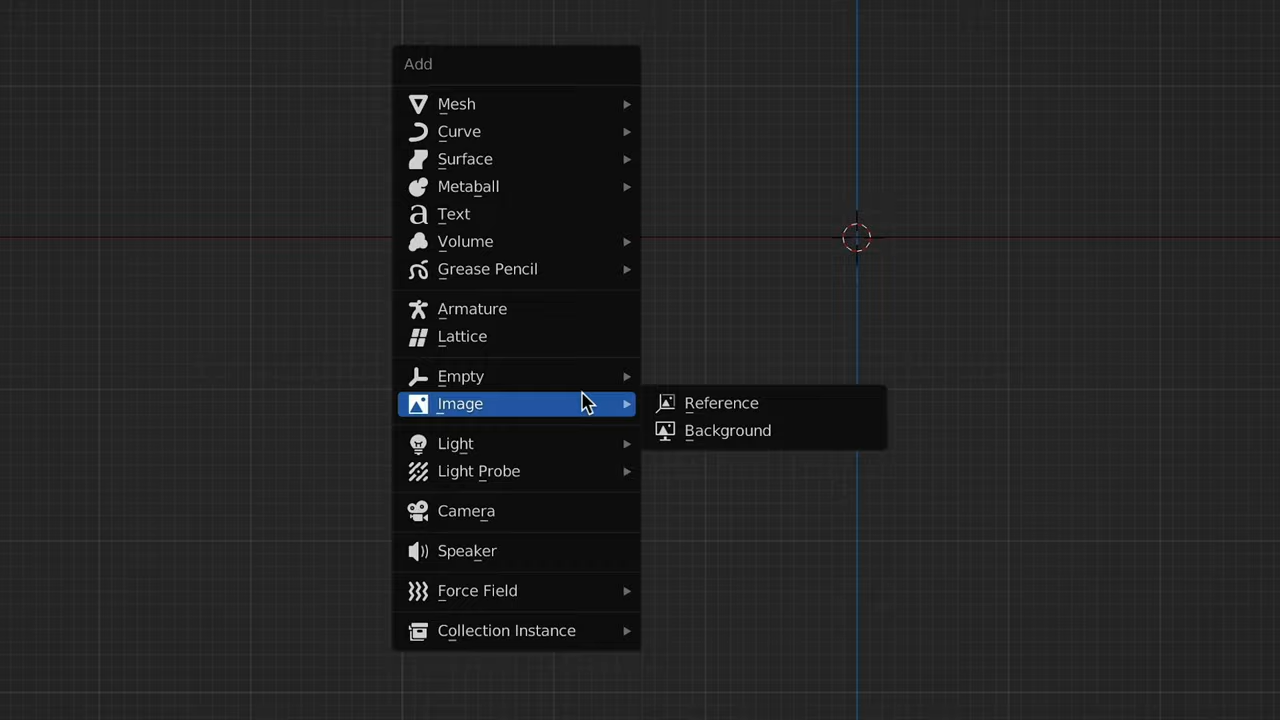 Add
Mesh
Curve
Surface
Metaball
Text
Volume
Grease Pencil
Armature
Lattice
Empty
Image
Reference
Background
Light
Light Probe
Camera
Speaker
Force Field
Collection Instance